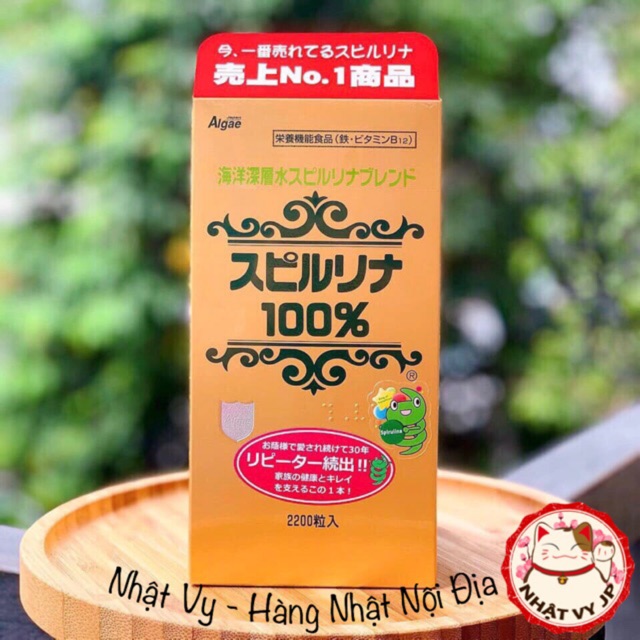 今、一番売れてるスピルリナ
売上No.1商品
Algae
栄養機能食品(鉄・ビタミンB12)
海洋深層水スピルリナブレンド
スピルリナ
100%
®
Spirulina
お蔭様で愛され続けて30年
リピーター続出!!
家族の健康とキレイ
を支えるこの1本!
2200粒入
Nhật Vy - Hàng Nhật Nội Địa
NHẬT VY JP